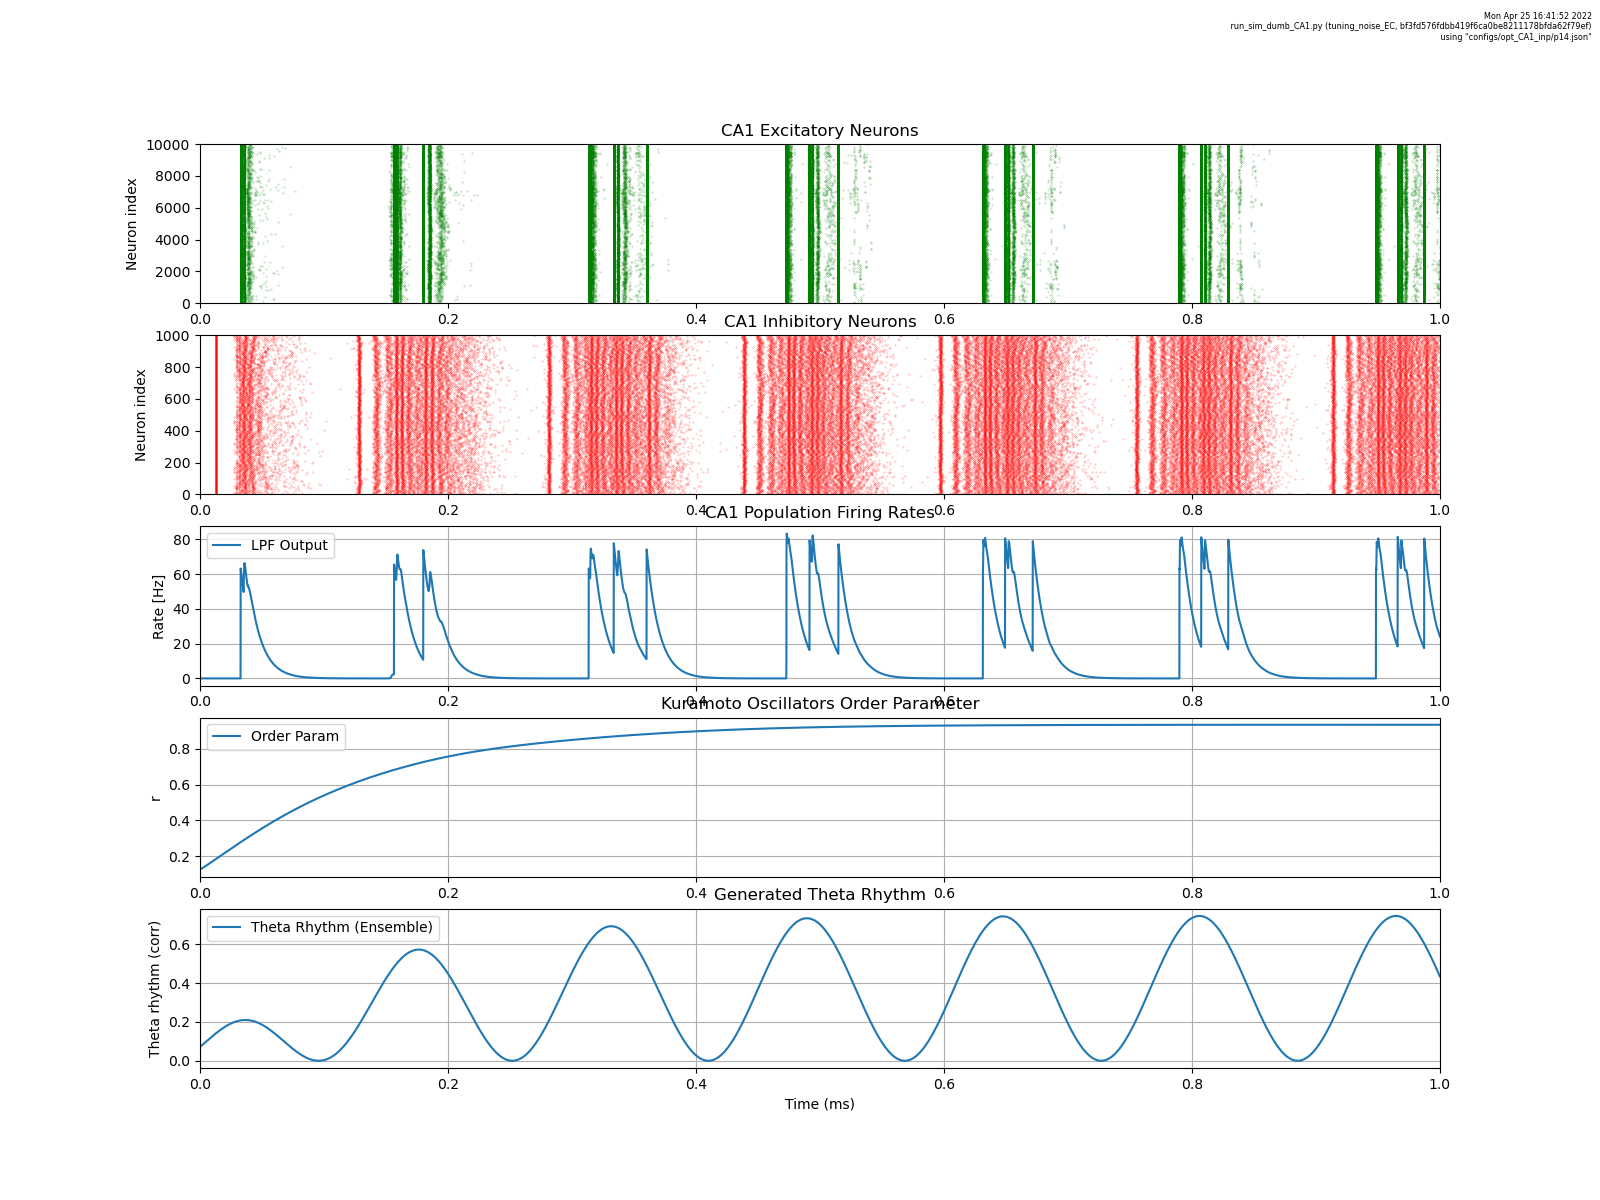 Mon Apr 25 16:41:52 2022
run_sim_dumb_CA1.py (tuning_noise_EC, bf3fd576fdbb419f6ca0be8211178bfda62f79ef)
using "configs/opt_CA1_inp/p14.json"
CA1 Excitatory Neurons
Neuron index
10000
8000
6000
4000
2000
0
0.0 0.2 0.4 0.6 0.8 1.0
CA1 Inhibitory Neurons
Neuron index
1000
800
600
400
200
0
0.0 0.2 0.4 0.6 0.8 1.0
CA1 Population Firing Rates
LPF Output
Rate [Hz]
80
60
40
20
0
0.0 0.2 0.4 0.6 0.8 1.0
Kuramoto Oscillators Order Parameter
Order Param
r
0.8
0.6
0.4
0.2
0.0 0.2 0.4 0.6 0.8 1.0
Generated Theta Rhythm
Theta Rhythm (Ensemble)
Theta rhythm (corr)
0.6
0.4
0.2
0.0
0.0 0.2 0.4 0.6 0.8 1.0
Time (ms)